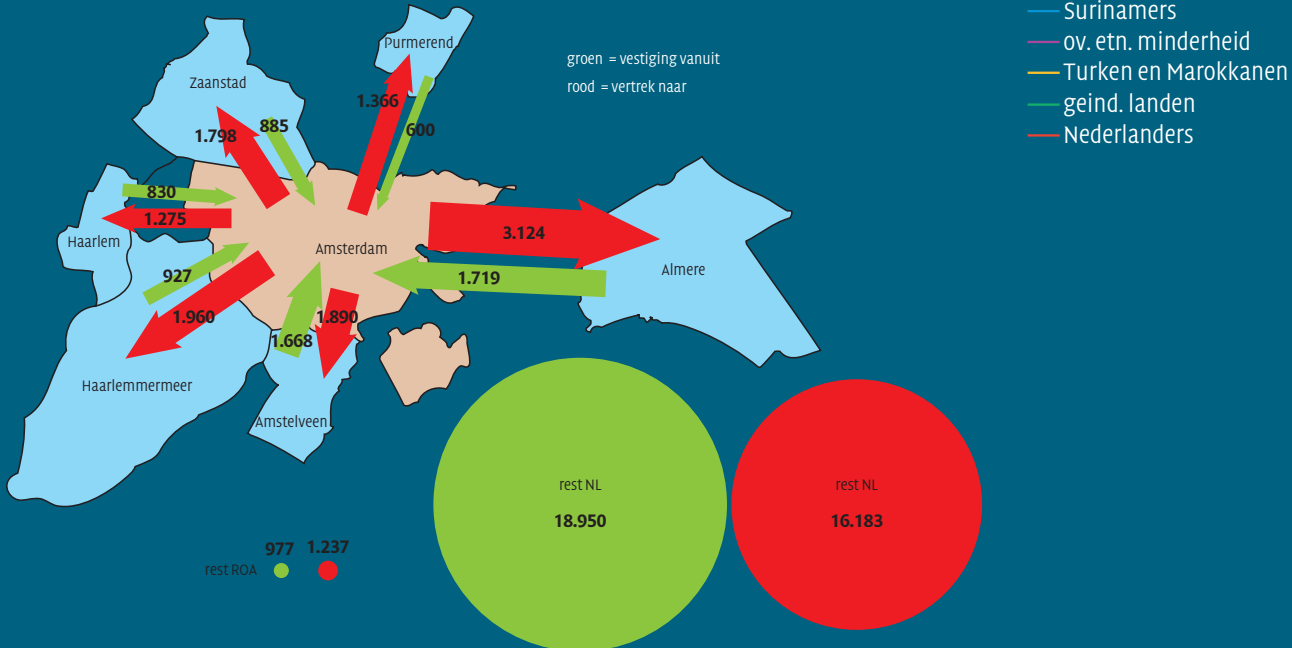 Surinamers
ov. etn. minderheid
Turken en Marokkanen
geind. landen
Nederlanders
groen = vestiging vanuit
rood = vertrek naar
Purmerend
Zaanstad
1.366
600
1.798
885
830
1.275
Haarlem
Amsterdam
3.124
Almere
927
1.719
1.960
1.890
1.668
Haarlemmermeer
Amstelveen
rest NL
18.950
rest NL
16.183
977 1.237
rest ROA